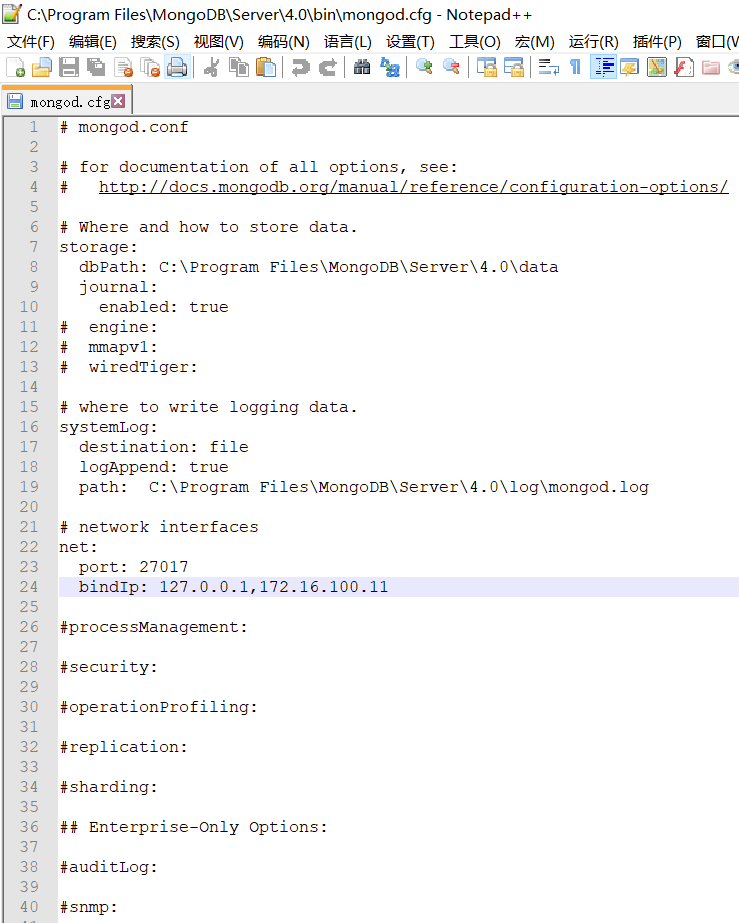 C:\Program Files\MongoDB\Server\4.0\bin\mongod.cfg - Notepad++
文件(F) 编辑(E) 搜索(S) 视图(V) 编码(N) 语言(L) 设置(T) 工具(O) 宏(M) 运行(R) 插件(P) 窗口(W
mongod.cfg
1 # mongod.conf
2
3 # for documentation of all options, see:
4 #   http://docs.mongodb.org/manual/reference/configuration-options/
5
6 # Where and how to store data.
7 storage:
8   dbPath: C:\Program Files\MongoDB\Server\4.0\data
9   journal:
10     enabled: true
11 #  engine:
12 #  mmapv1:
13 #  wiredTiger:
14
15 # where to write logging data.
16 systemLog:
17   destination: file
18   logAppend: true
19   path:  C:\Program Files\MongoDB\Server\4.0\log\mongod.log
20
21 # network interfaces
22 net:
23   port: 27017
24   bindIp: 127.0.0.1,172.16.100.11
25
26 #processManagement:
27
28 #security:
29
30 #operationProfiling:
31
32 #replication:
33
34 #sharding:
35
36 ## Enterprise-Only Options:
37
38 #auditLog:
39
40 #snmp: